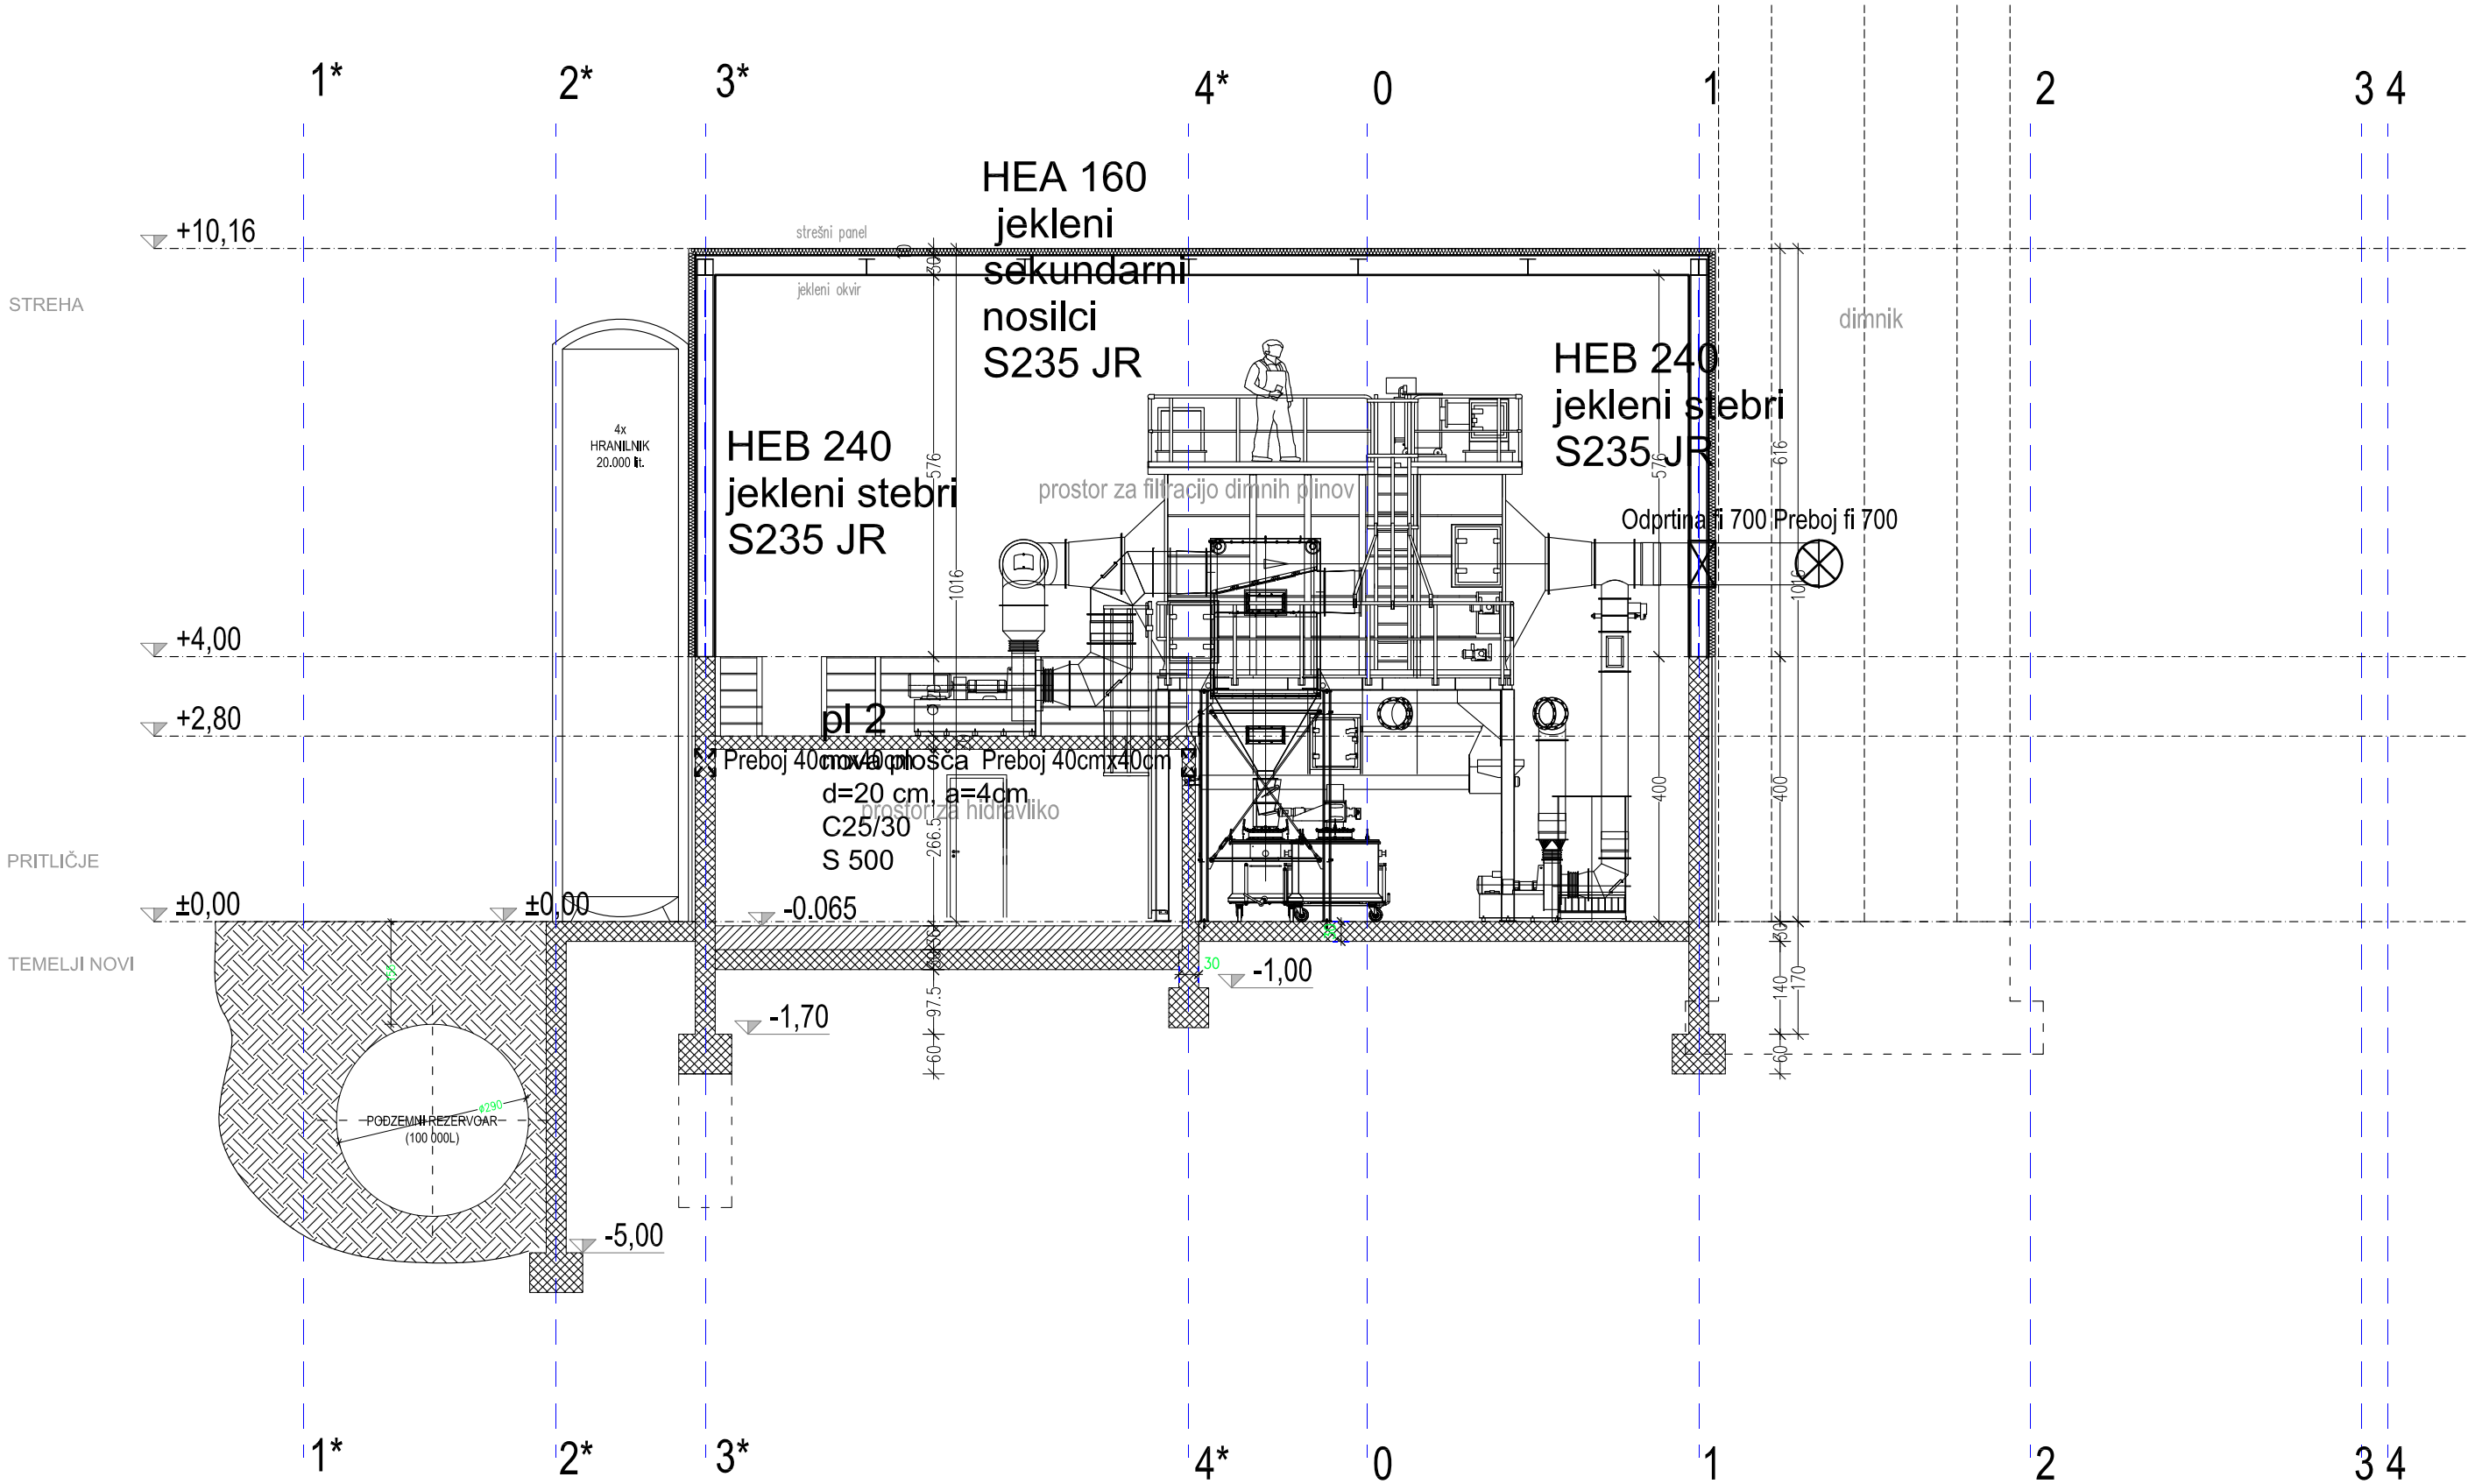 1*
2*
3*
4*
0
1
2
3 4
HEA 160
jekleni
sekundarni
nosilci
S235 JR
+10,16
strešni panel
jekleni okvir
30
STREHA
dimnik
HEB 240
jekleni stebri
S235 JR
4x
HRANILNIK
20.000 lit.
HEB 240
jekleni stebri
S235 JR
576
576
616
prostor za filtracijo dimnih plinov
Odprtina fi 700 Preboj fi 700
1016
1016
+4,00
+2,80
pl 2
Preboj 40cmx40cm
nova plošča
Preboj 40cmx40cm
d=20 cm, a=4cm
prostor za hidravliko
C25/30
S 500
266.5
400
400
PRITLIČJE
±0,00
±0,00
-0.065
30
TEMELJI NOVI
30
-1,00
97.5
140
170
-1,70
60
60
ø290
PODZEMNI REZERVOAR
(100 000L)
-5,00
1*
2*
3*
4*
0
1
2
3 4